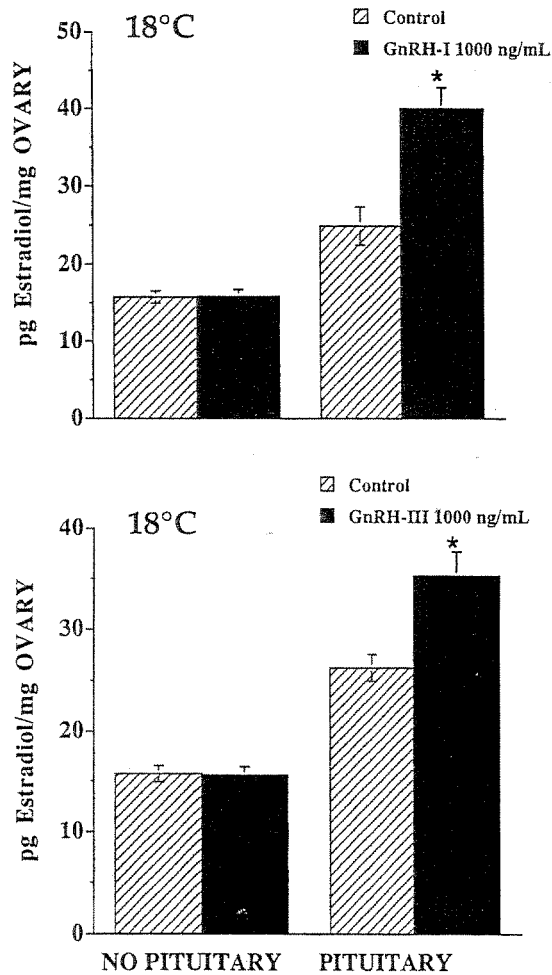 18°C
Control
GnRH-I 1000 ng/mL
50
40
30
20
10
0
pg Estradiol/mg OVARY
*
18°C
Control
GnRH-III 1000 ng/mL
40
30
20
10
0
pg Estradiol/mg OVARY
*
NO PITUITARY PITUITARY